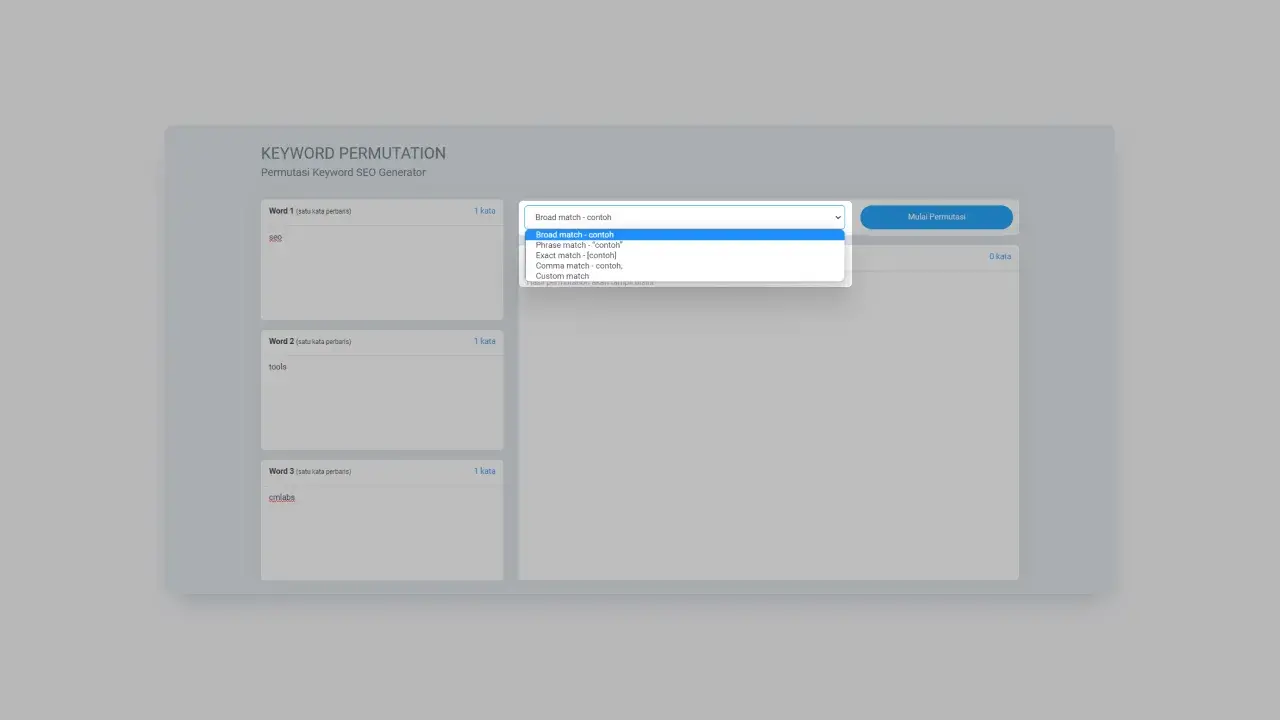 KEYWORD PERMUTATION
Permutasi Keyword SEO Generator
Word 1 (satu kata perbaris) 1 kata
seo
Word 2 (satu kata perbaris) 1 kata
tools
Word 3 (satu kata perbaris) 1 kata
cmlabs
Broad match - contoh
Broad match - contoh
Phrase match - "contoh"
Exact match - [contoh]
Comma match - contoh,
Custom match
Mulai Permutasi
0 kata